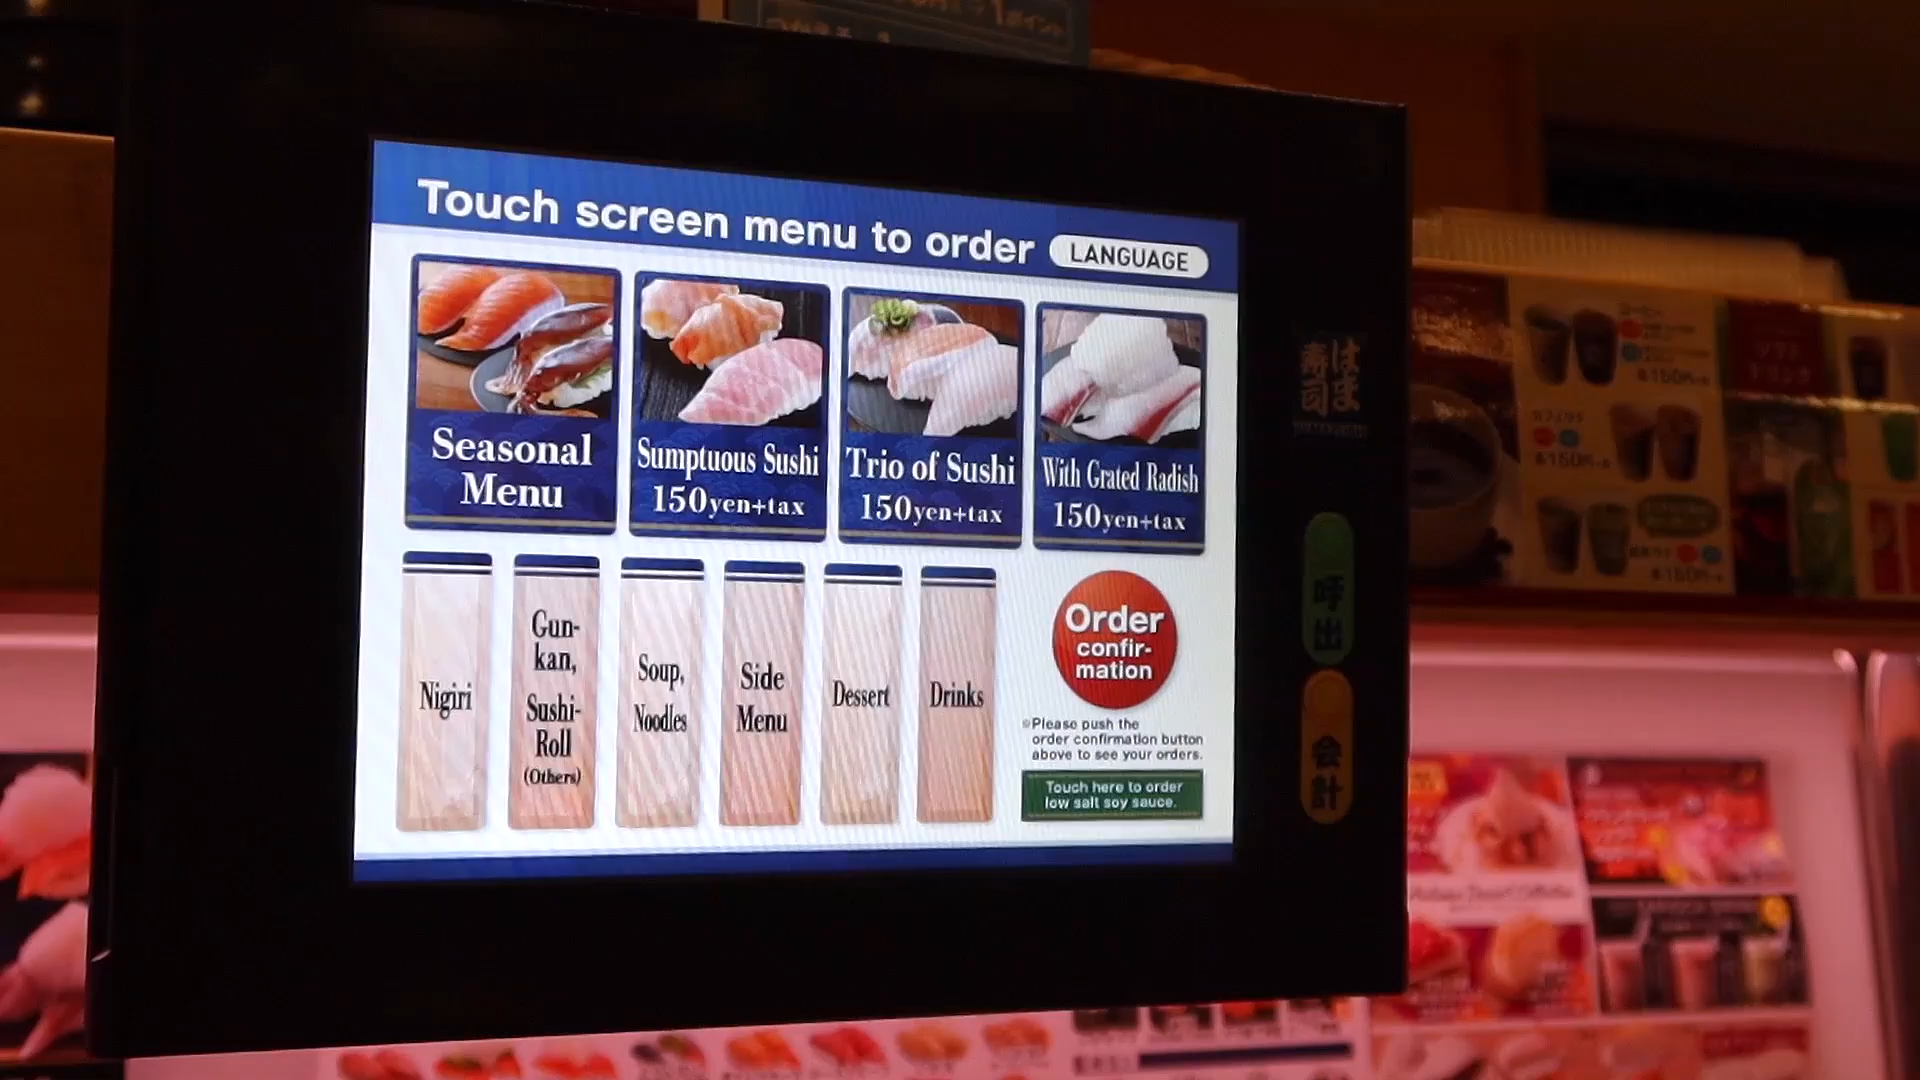 Touch screen menu to order
LANGUAGE
Seasonal
Menu
Sumptuous Sushi
150yen+tax
Trio of Sushi
150yen+tax
With Grated Radish
150yen+tax
Nigiri
Gun-
kan,
Sushi-
Roll
(Others)
Soup,
Noodles
Side
Menu
Dessert
Drinks
Order
confir-
mation
※Please push the
order confirmation button
above to see your orders.
Touch here to order
low salt soy sauce.
はま
寿司
呼出
会計